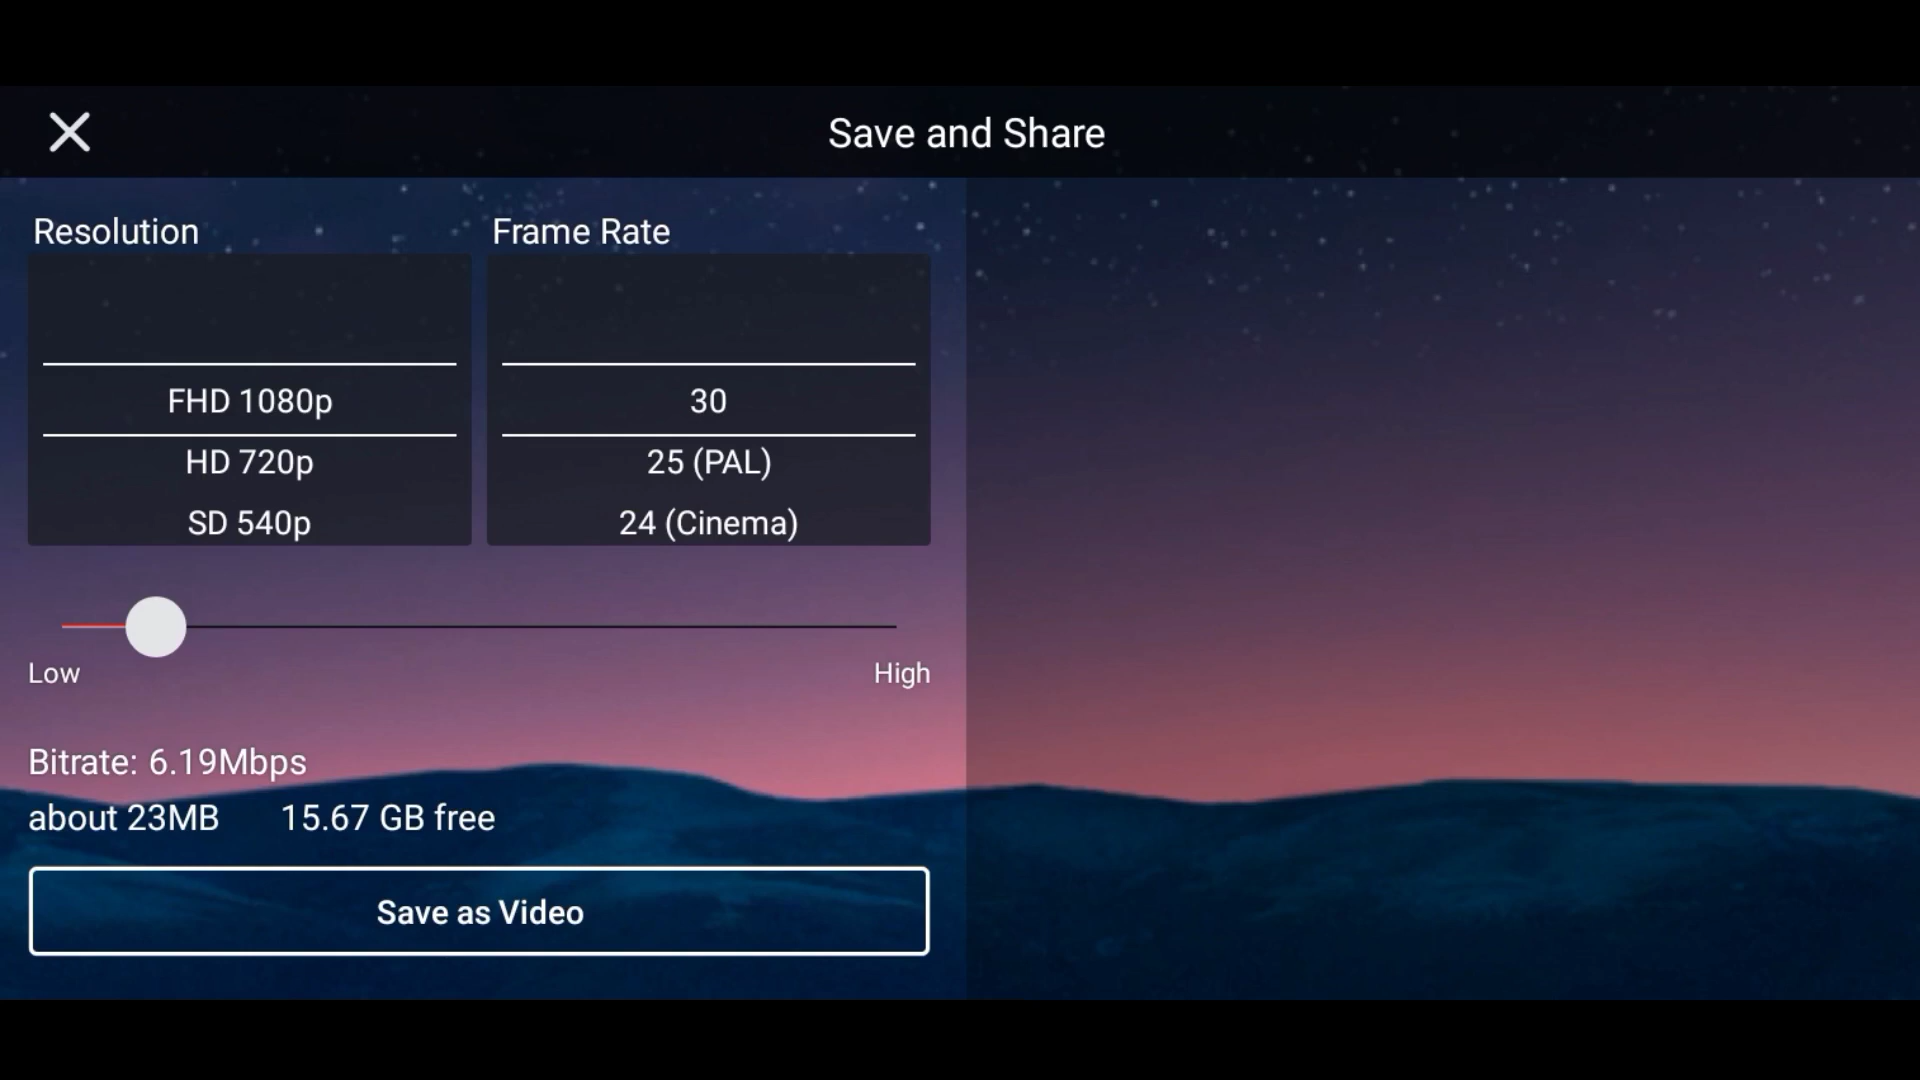 Save and Share
Resolution
Frame Rate
FHD 1080p
HD 720p
SD 540p
30
25 (PAL)
24 (Cinema)
Low
High
Bitrate: 6.19Mbps
about 23MB 15.67 GB free
Save as Video